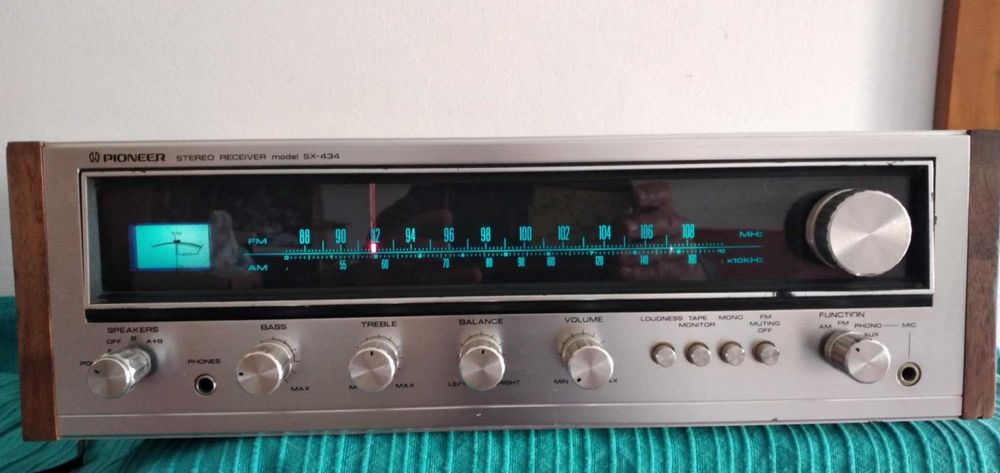 PIONEER STEREO RECEIVER model SX-434
FM 88 90 92 94 96 98 100 102 104 106 108 MHz
AM 55 60 70 80 90 100 120 140 160 x10kHz
SPEAKERS BASS TREBLE BALANCE VOLUME LOUDNESS TAPE MONITOR MONO FM MUTING OFF FUNCTION
OFF B A+B AM FM PHONO AUX MIC
PHONES
MAX MAX MIN